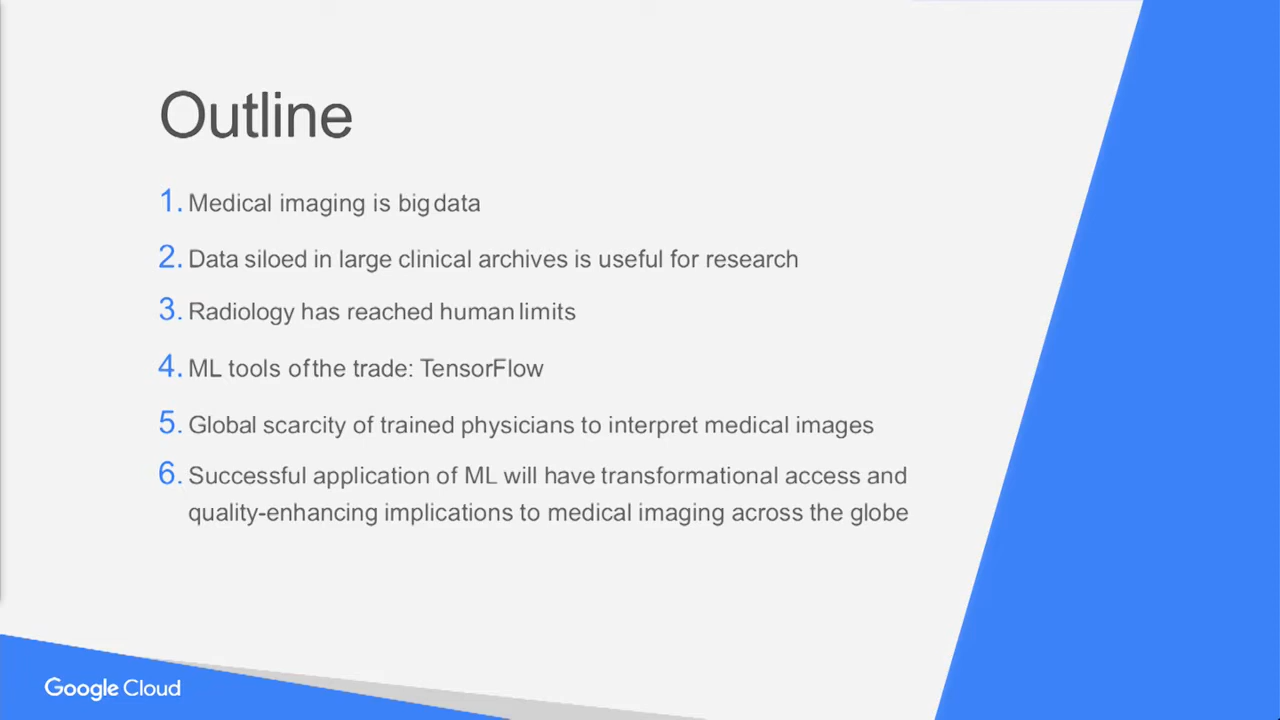 Outline
1. Medical imaging is big data
2. Data siloed in large clinical archives is useful for research
3. Radiology has reached human limits
4. ML tools of the trade: TensorFlow
5. Global scarcity of trained physicians to interpret medical images
6. Successful application of ML will have transformational access and
quality-enhancing implications to medical imaging across the globe
Google Cloud